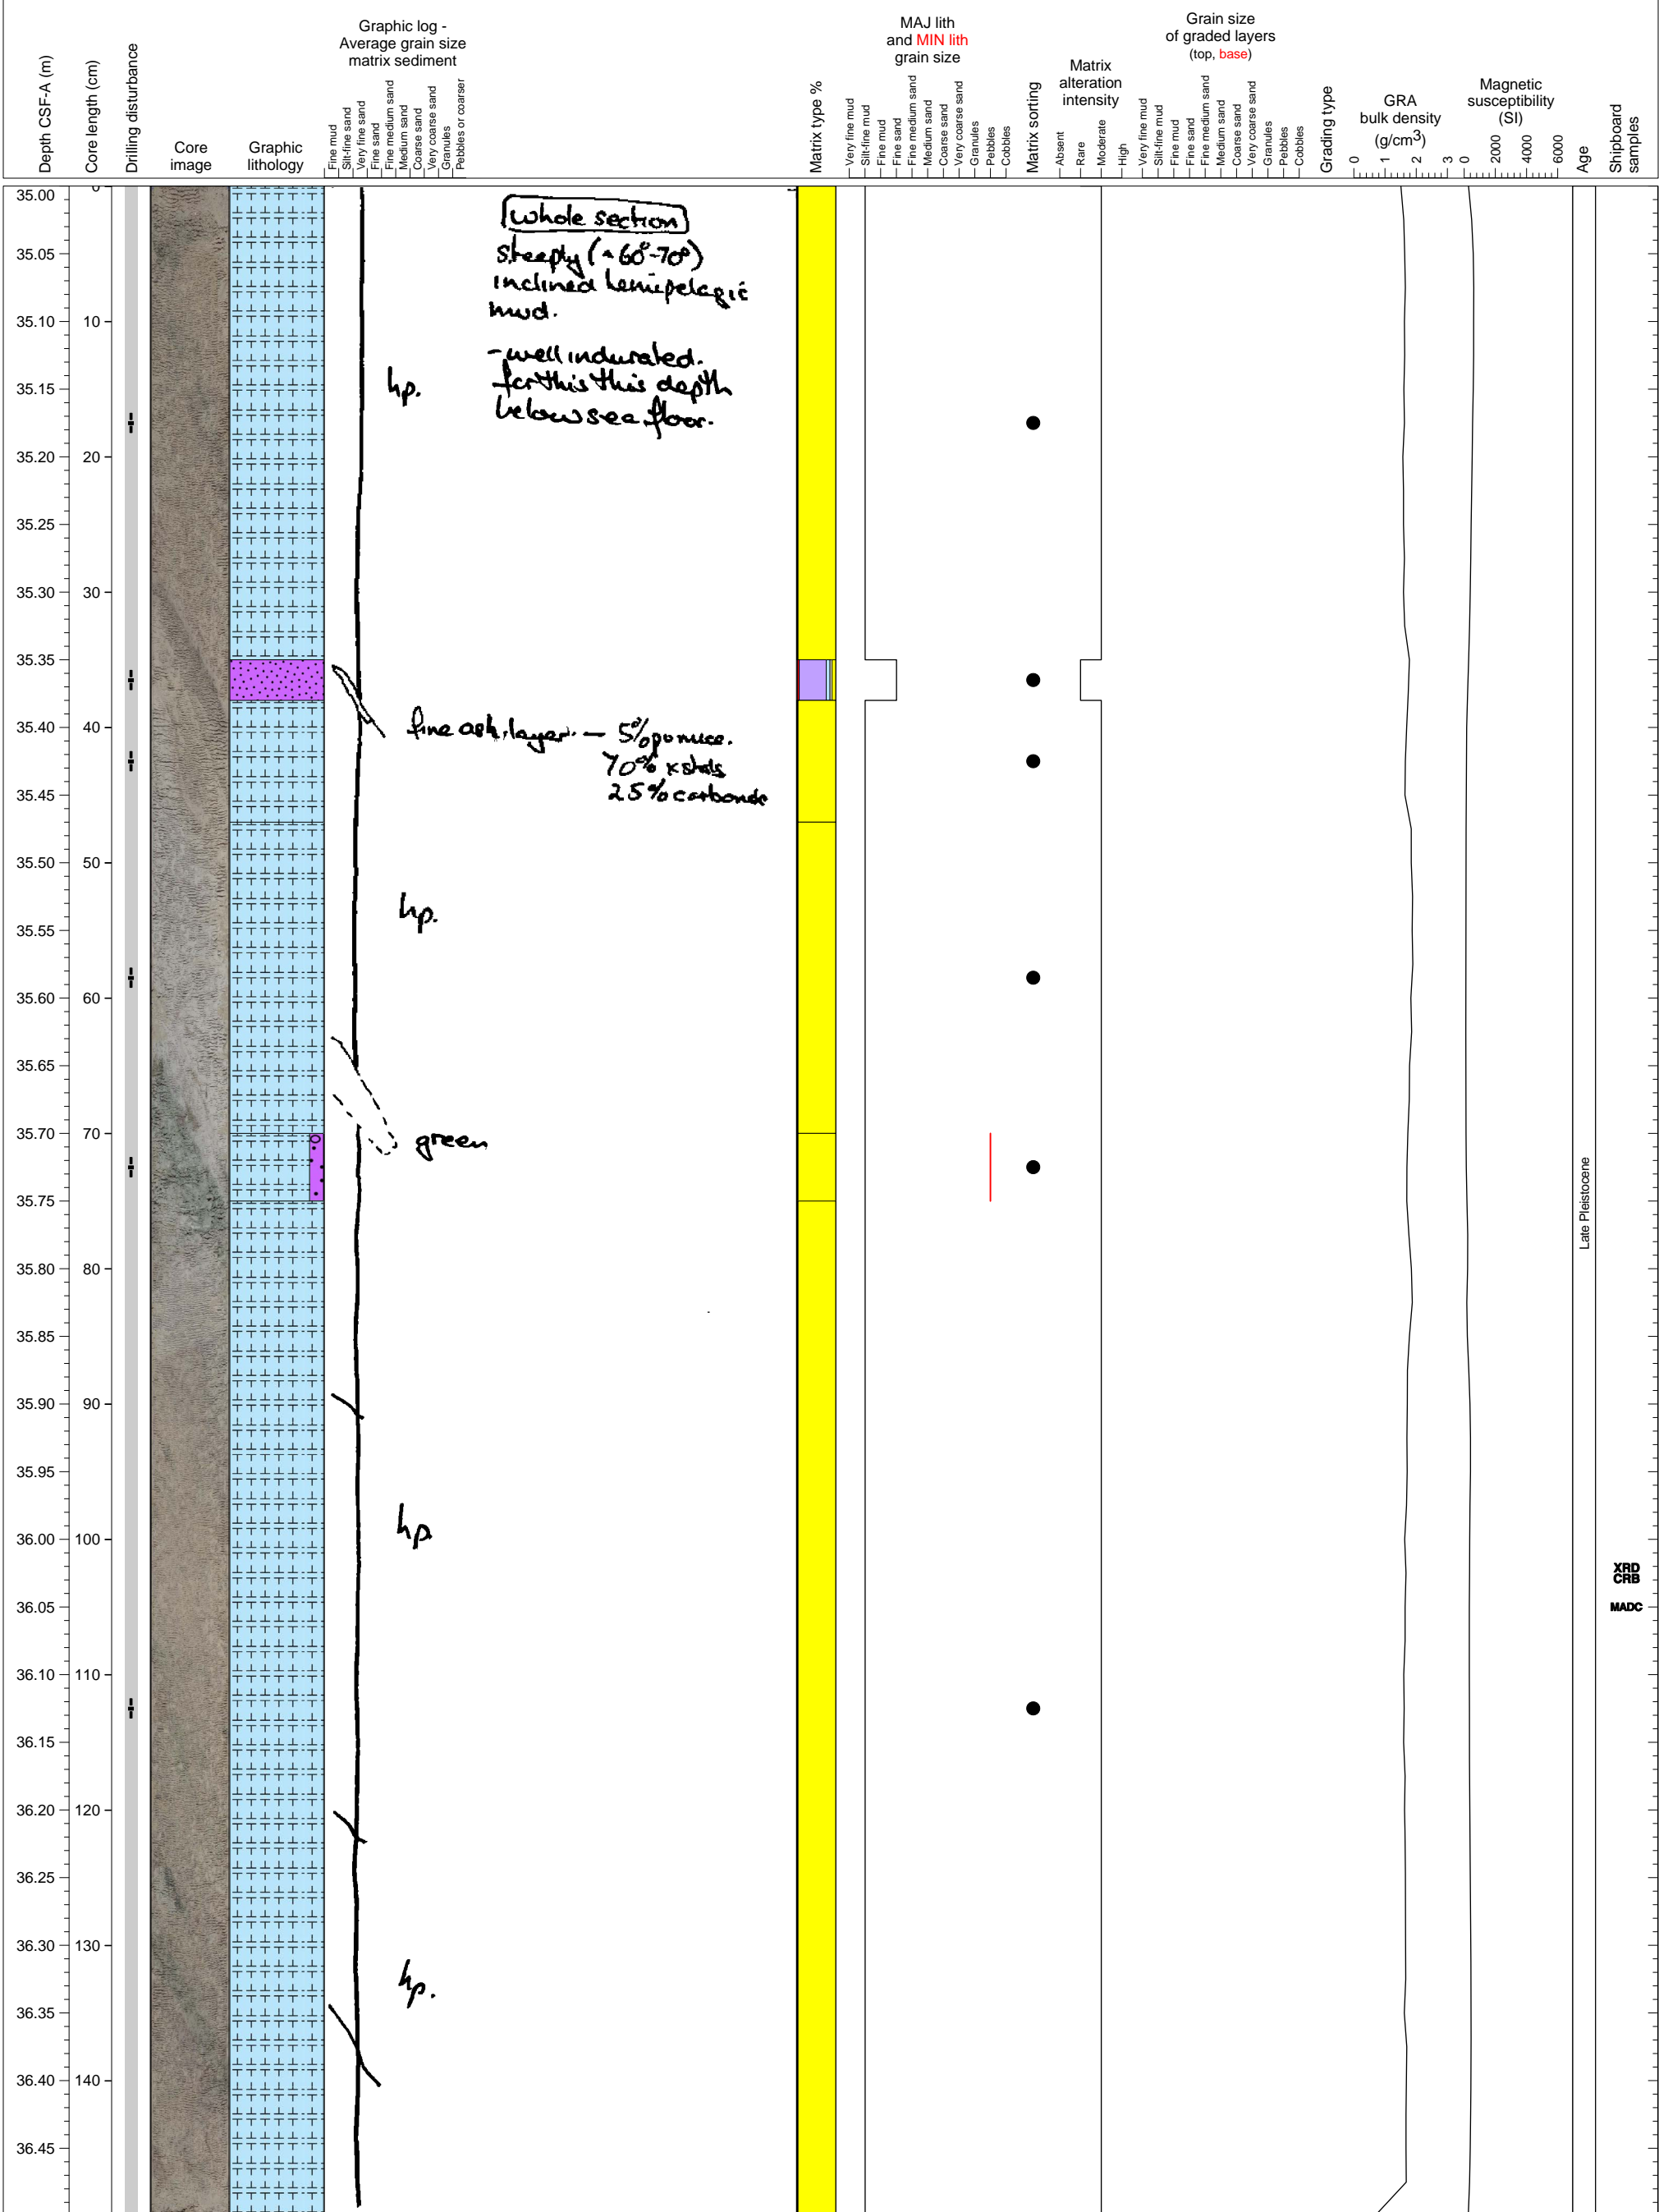 Depth CSF-A (m)
Core length (cm)
Drilling disturbance
Core
image
Graphic
lithology
Graphic log -
Average grain size
matrix sediment
Fine mud
Silt-fine sand
Very fine sand
Fine sand
Fine medium sand
Medium sand
Coarse sand
Very coarse sand
Granules
Pebbles or coarser
Matrix type %
MAJ lith
and MIN lith
grain size
Very fine mud
Silt-fine mud
Fine mud
Fine sand
Fine medium sand
Medium sand
Coarse sand
Very coarse sand
Granules
Pebbles
Cobbles
Matrix sorting
Matrix
alteration
intensity
Absent
Rare
Moderate
High
Grain size
of graded layers
(top, base)
Very fine mud
Silt-fine mud
Fine mud
Fine sand
Fine medium sand
Medium sand
Coarse sand
Very coarse sand
Granules
Pebbles
Cobbles
Grading type
GRA
bulk density
(g/cm3)
0 1 2 3
Magnetic
susceptibility
(SI)
0 2000 4000 6000
Age
Shipboard
samples
35.00 0
35.05
35.10 10
35.15
35.20 20
35.25
35.30 30
35.35
35.40 40
35.45
35.50 50
35.55
35.60 60
35.65
35.70 70
35.75
35.80 80
35.85
35.90 90
35.95
36.00 100
36.05
36.10 110
36.15
36.20 120
36.25
36.30 130
36.35
36.40 140
36.45
whole section
steeply (~60°-70°)
inclined hemipelagic
mud.
-well indurated.
for this this depth
below sea floor.
hp.
fine ash layer. — 5% pumice.
70% xstals
25% carbonate
hp.
green
hp.
hp.
Late Pleistocene
XRD
CRB
MADC